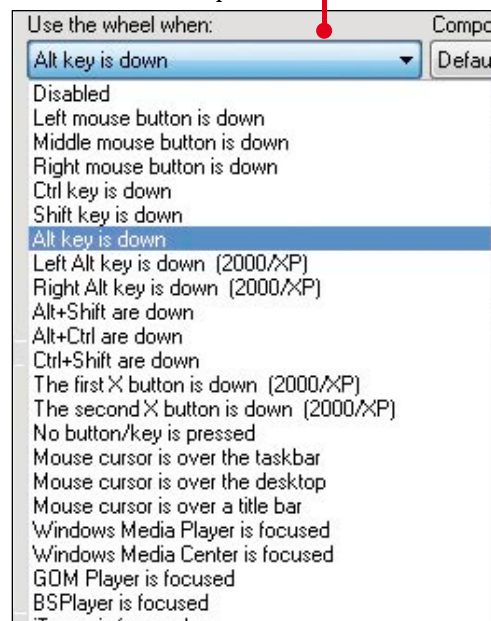 Use the wheel when:
Alt key is down
Disabled
Left mouse button is down
Middle mouse button is down
Right mouse button is down
Ctrl key is down
Shift key is down
Alt key is down
Left Alt key is down (2000/XP)
Right Alt key is down (2000/XP)
Alt+Shift are down
Alt+Ctrl are down
Ctrl+Shift are down
The first X button is down (2000/XP)
The second X button is down (2000/XP)
No button/key is pressed
Mouse cursor is over the taskbar
Mouse cursor is over the desktop
Mouse cursor is over a title bar
Windows Media Player is focused
Windows Media Center is focused
GOM Player is focused
BSPlayer is focused